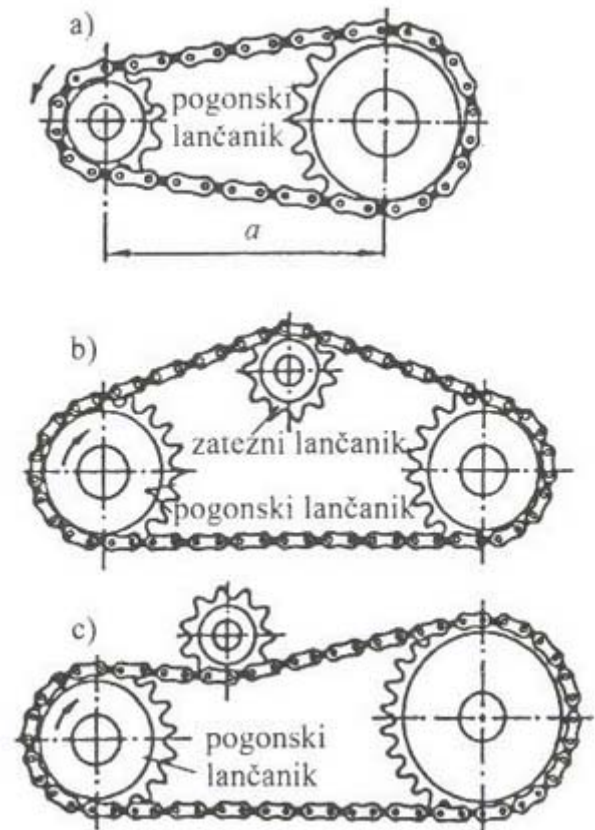 a)
pogonski
lančanik
a
b)
zatezni lančanik
pogonski lančanik
c)
pogonski
lančanik